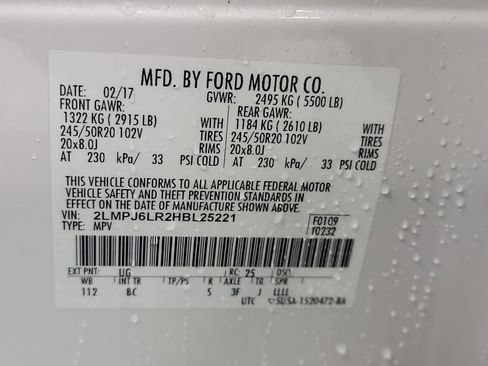 MFD. BY FORD MOTOR CO.
DATE: 02/17 GVWR: 2495 KG ( 5500 LB)
FRONT GAWR: REAR GAWR:
1322 KG ( 2915 LB) WITH 1184 KG ( 2610 LB) WITH
245/50R20 102V TIRES 245/50R20 102V TIRES
20x8.0J RIMS 20x8.0J RIMS
AT 230 kPa/ 33 PSI COLD AT 230 kPa/ 33 PSI COLD
THIS VEHICLE CONFORMS TO ALL APPLICABLE FEDERAL MOTOR
VEHICLE SAFETY AND THEFT PREVENTION STANDARDS IN
EFFECT ON THE DATE OF MANUFACTURE SHOWN ABOVE.
VIN: 2LMPJ6LR2HBL25221 F0109
TYPE: MPV T0232
EXT PNT: UG RC: 25 DSO:
WB INT TR TP/PS R AXLE TR SPR
112 BC S 3F J LLLL
UTC